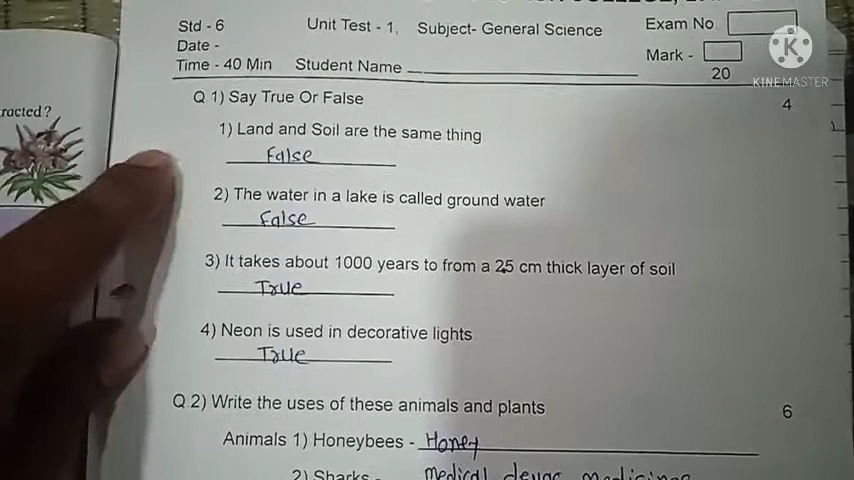 Std - 6 Unit Test - 1, Subject- General Science Exam No
Date -
Mark -
Time - 40 Min Student Name
20
KINEMASTER
racted?
Q 1) Say True Or False 4
1) Land and Soil are the same thing
False
2) The water in a lake is called ground water
False
3) It takes about 1000 years to from a 2.5 cm thick layer of soil
True
4) Neon is used in decorative lights
True
Q.2) Write the uses of these animals and plants 6
Animals 1) Honeybees - Honey
2) Sharks - medical